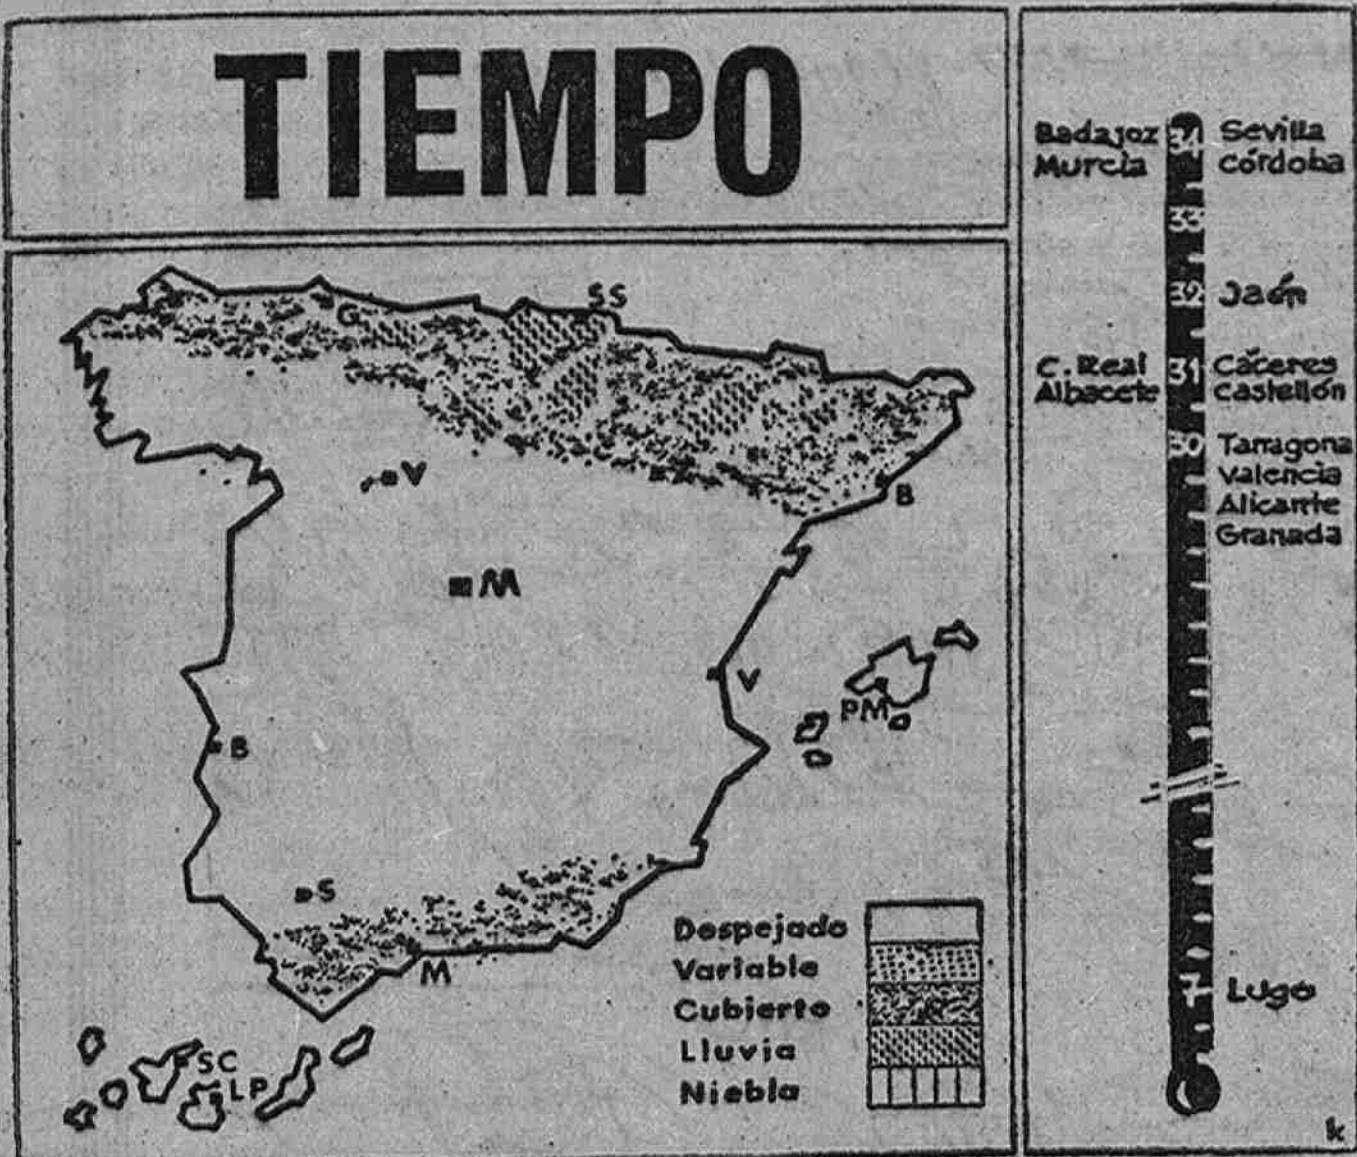 TIEMPO
SS
G
V
B
M
V
PM
B
S
M
SC
LP
Despejado
Variable
Cubierto
Lluvia
Niebla
Badajoz 34 Sevilla
Murcia Córdoba
33
32 Jaén
C. Real 31 Cáceres
Albacete Castellón
30 Tarragona
Valencia
Alicante
Granada
7 Lugo